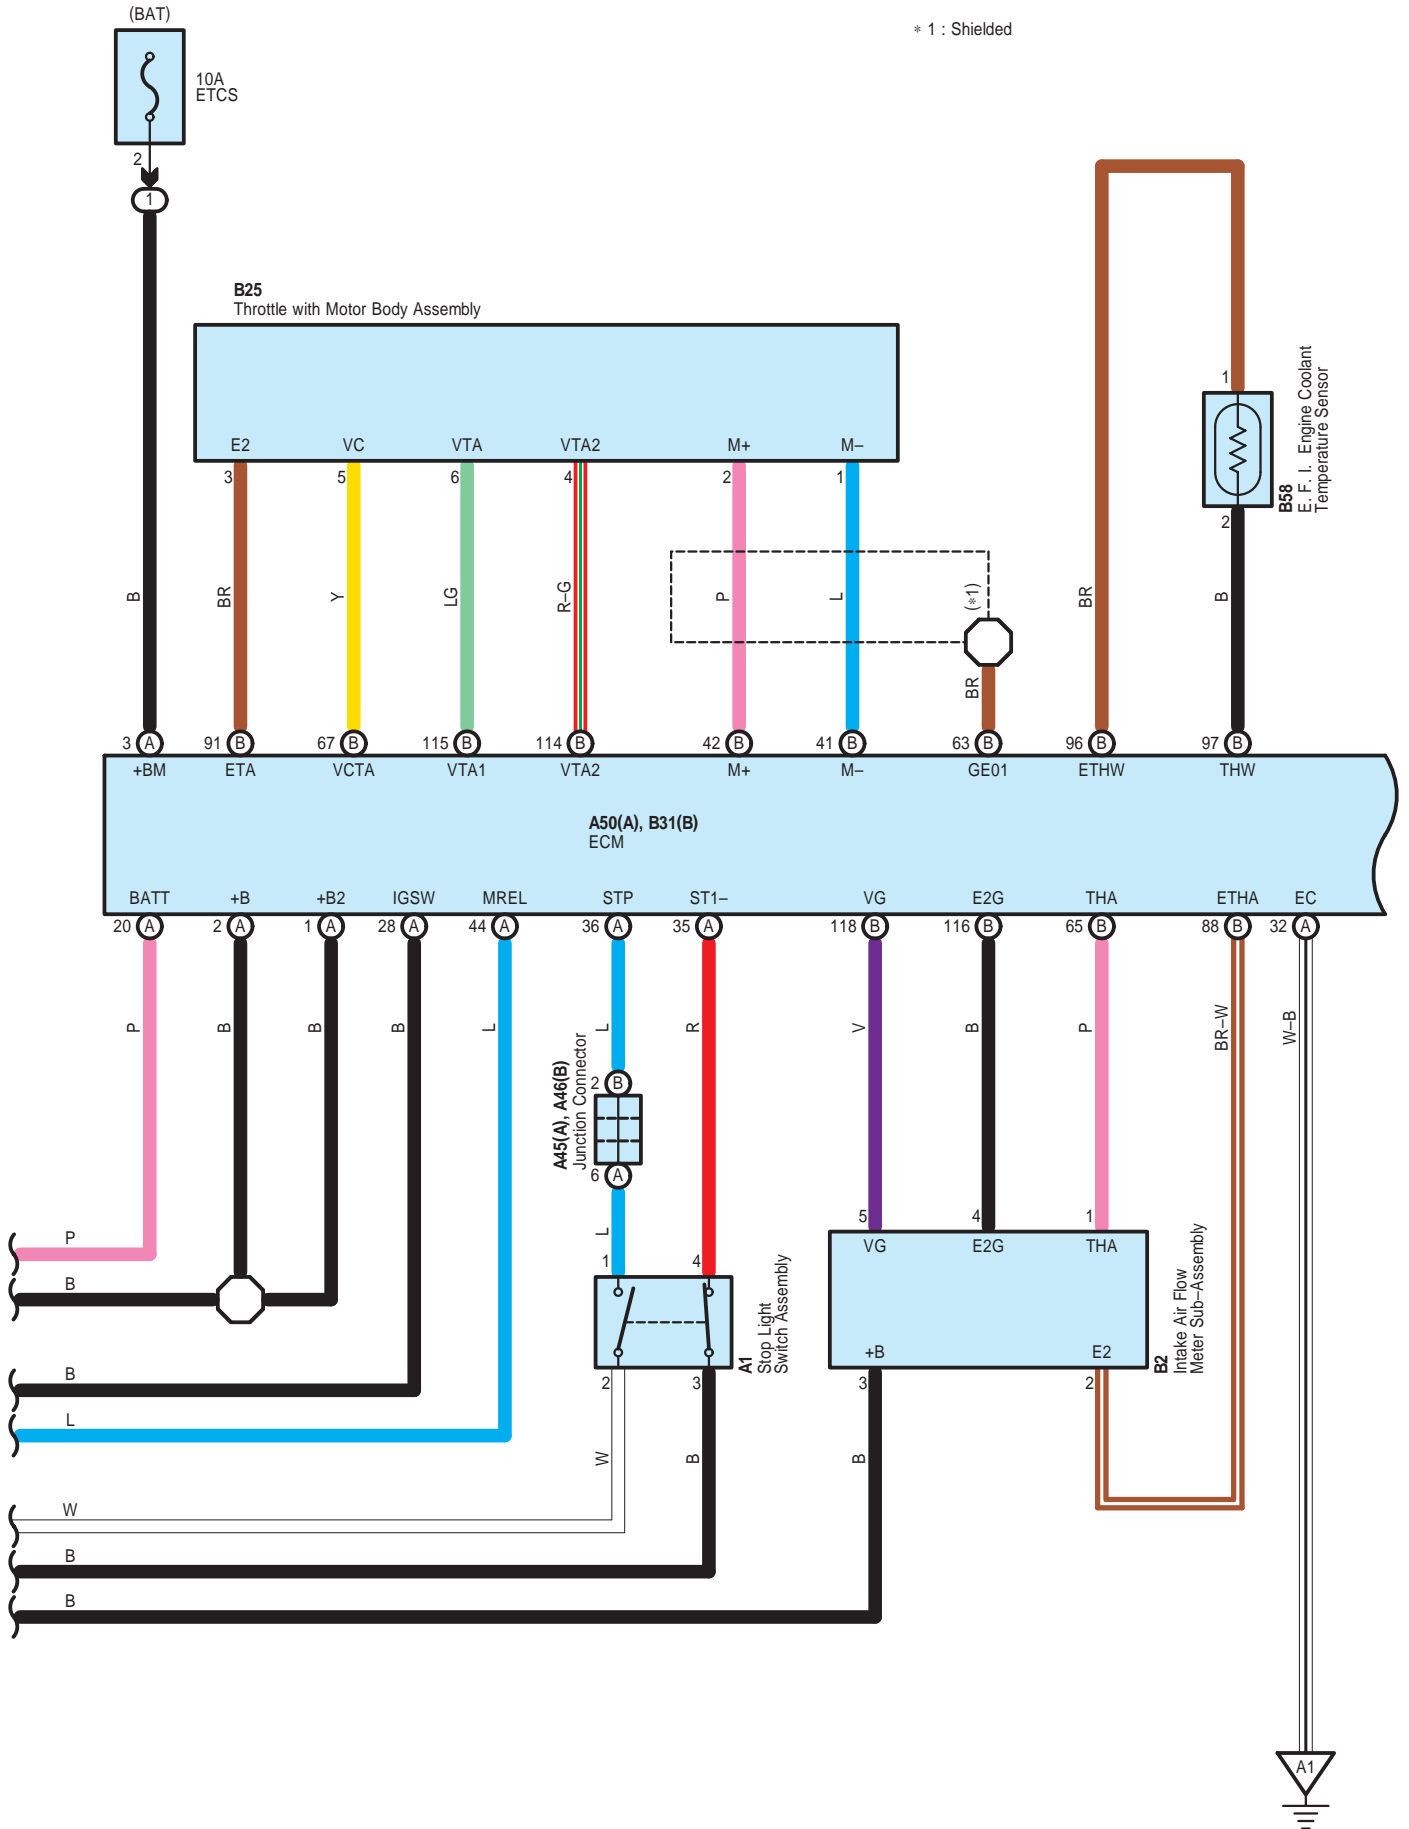 (BAT)
* 1 : Shielded
10A
ETCS
2
1
B25
Throttle with Motor Body Assembly
E2 VC VTA VTA2 M+ M–
3 5 6 4 2 1
1
2
B58
E. F. I. Engine Coolant
Temperature Sensor
B BR Y LG R–G P L (*1) BR BR B
3 A 91 B 67 B 115 B 114 B 42 B 41 B 63 B 96 B 97 B
+BM ETA VCTA VTA1 VTA2 M+ M– GE01 ETHW THW
A50(A), B31(B)
ECM
BATT +B +B2 IGSW MREL STP ST1– VG E2G THA ETHA EC
20 A 2 A 1 A 28 A 44 A 36 A 35 A 118 B 116 B 65 B 88 B 32 A
P B B B L L R V B P BR–W W–B
2 B
A45(A), A46(B)
Junction Connector
6 A
L
1 4
A1
Stop Light
Switch Assembly
2 3
5 4 1
VG E2G THA
+B E2
3 2
B2
Intake Air Flow
Meter Sub–Assembly
P
B
B
L
W B B
W
B
B
A1